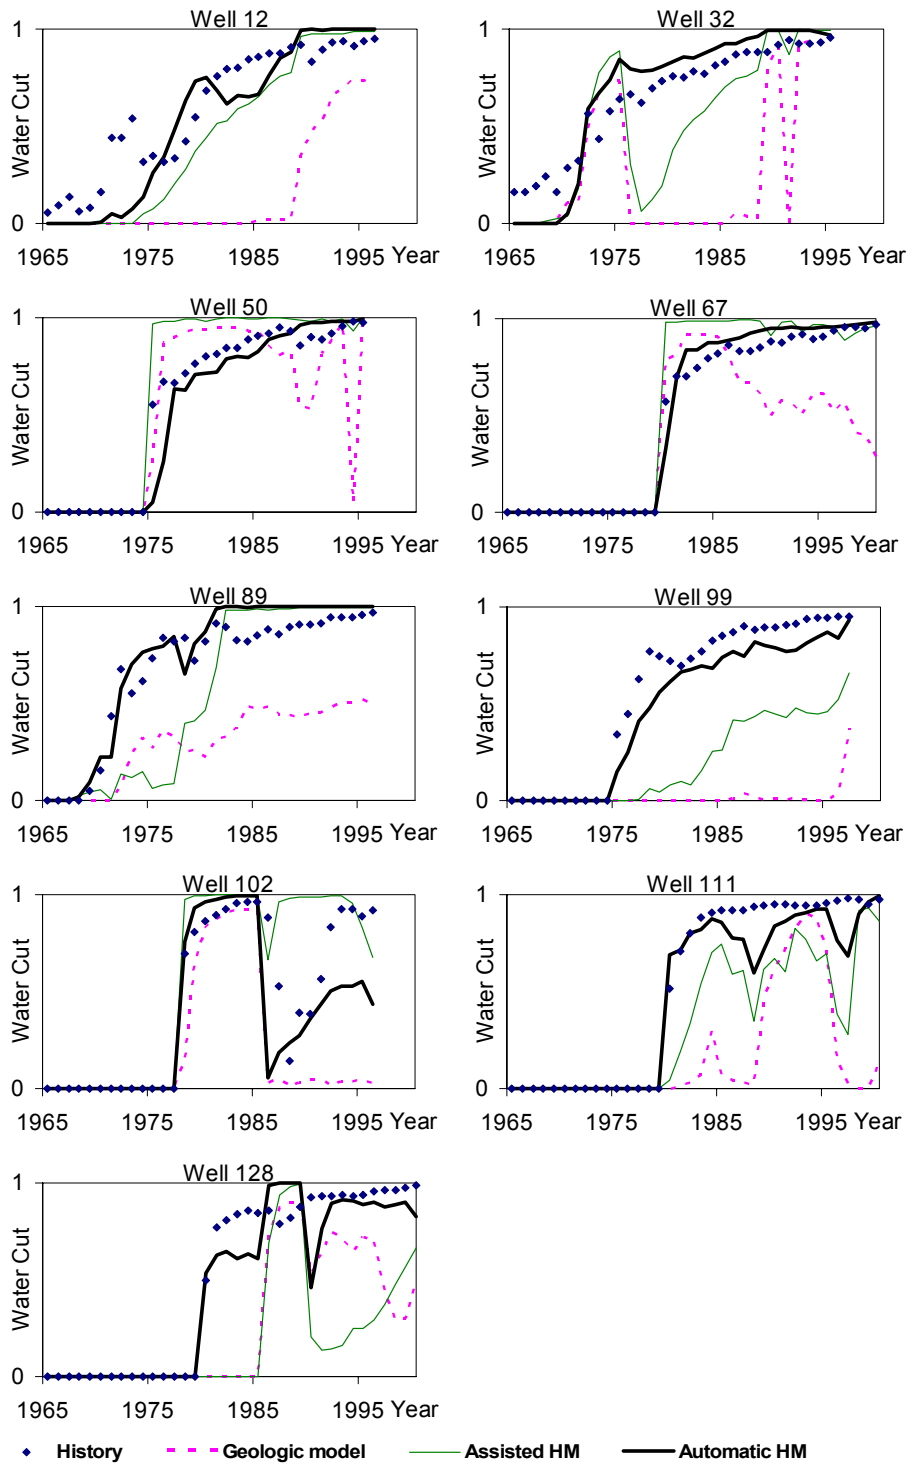 Well 12
1
Water Cut
0
1965 1975 1985 1995 Year
Well 32
1
Water Cut
0
1965 1975 1985 1995 Year
Well 50
1
Water Cut
0
1965 1975 1985 1995 Year
Well 67
1
Water Cut
0
1965 1975 1985 1995 Year
Well 89
1
Water Cut
0
1965 1975 1985 1995 Year
Well 99
1
Water Cut
0
1965 1975 1985 1995 Year
Well 102
1
Water Cut
0
1965 1975 1985 1995 Year
Well 111
1
Water Cut
0
1965 1975 1985 1995 Year
Well 128
1
Water Cut
0
1965 1975 1985 1995 Year
History Geologic model Assisted HM Automatic HM